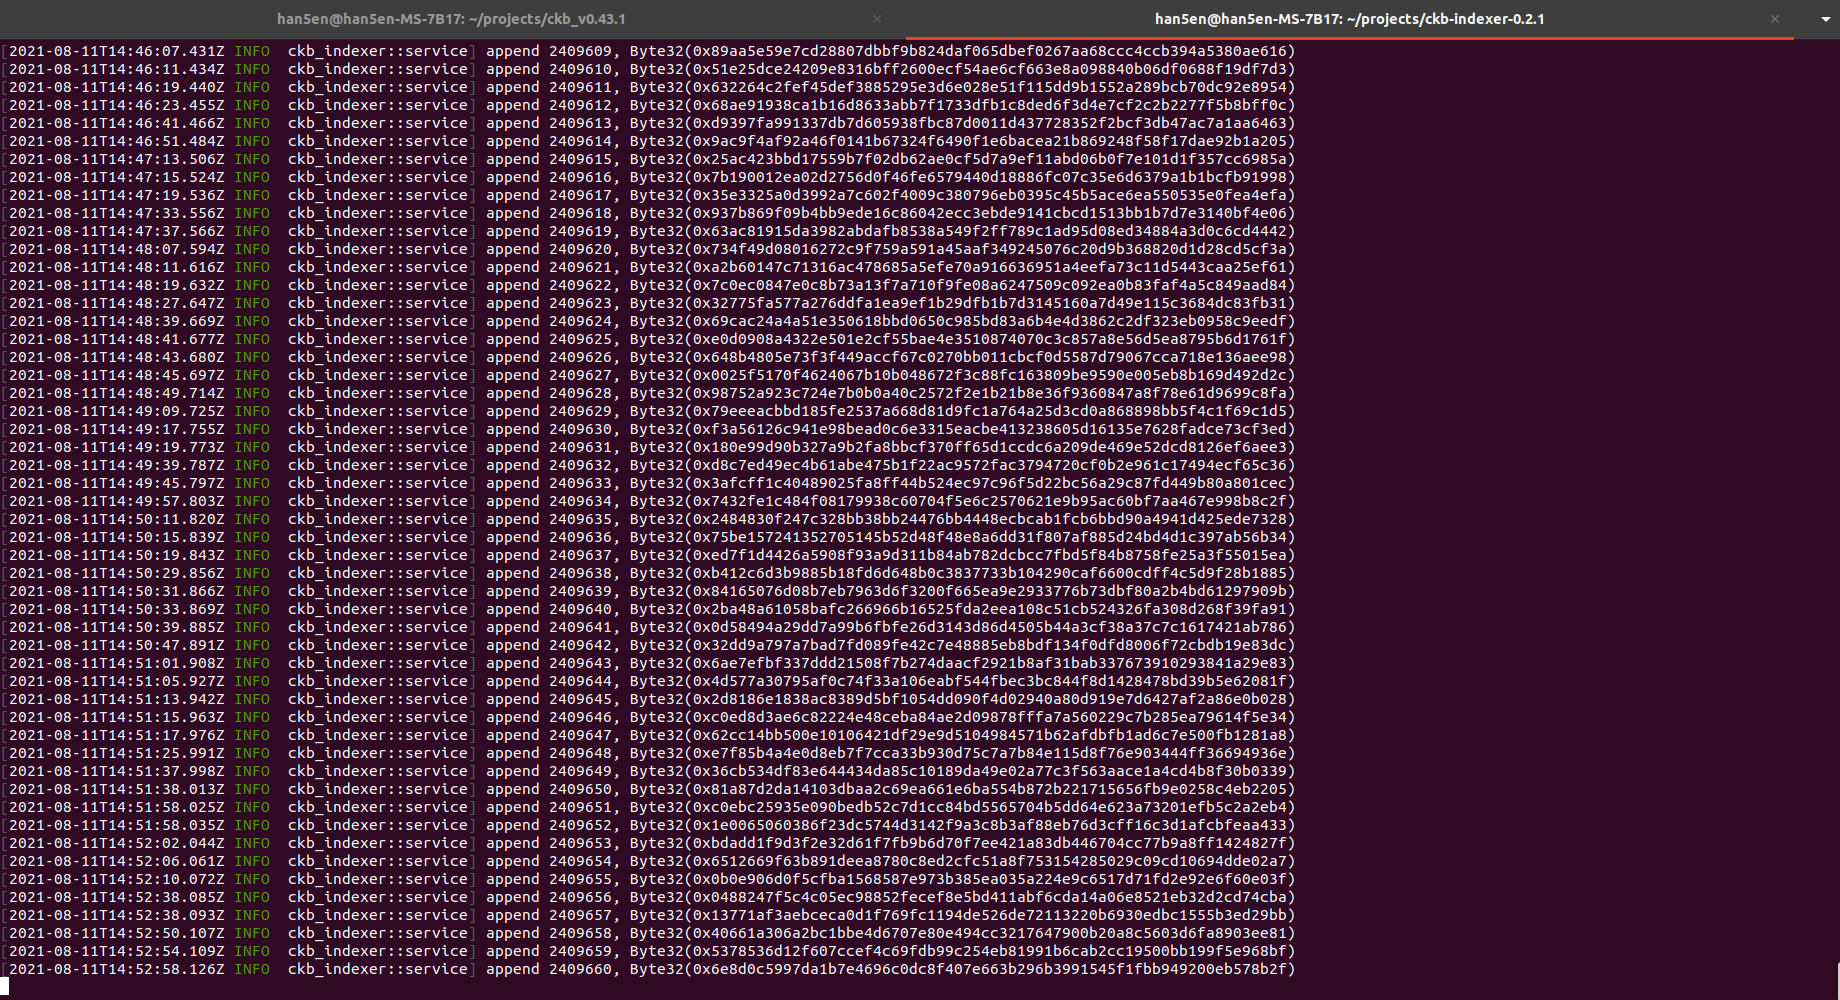 han5en@han5en-MS-7B17: ~/projects/ckb_v0.43.1 × han5en@han5en-MS-7B17: ~/projects/ckb-indexer-0.2.1 ×
[2021-08-11T14:46:07.431Z INFO  ckb_indexer::service] append 2409609, Byte32(0x89aa5e59e7cd28807dbbf9b824daf065dbef0267aa68ccc4ccb394a5380ae616)
[2021-08-11T14:46:11.434Z INFO  ckb_indexer::service] append 2409610, Byte32(0x51e25dce24209e8316bff2600ecf54ae6cf663e8a098840b06df0688f19df7d3)
[2021-08-11T14:46:19.440Z INFO  ckb_indexer::service] append 2409611, Byte32(0x632264c2fef45def3885295e3d6e028e51f115dd9b1552a289bcb70dc92e8954)
[2021-08-11T14:46:23.455Z INFO  ckb_indexer::service] append 2409612, Byte32(0x68ae91938ca1b16d8633abb7f1733dfb1c8ded6f3d4e7cf2c2b2277f5b8bff0c)
[2021-08-11T14:46:41.466Z INFO  ckb_indexer::service] append 2409613, Byte32(0xd9397fa991337db7d605938fbc87d0011d437728352f2bcf3db47ac7a1aa6463)
[2021-08-11T14:46:51.484Z INFO  ckb_indexer::service] append 2409614, Byte32(0x9ac9f4af92a46f0141b67324f6490f1e6bacea21b869248f58f17dae92b1a205)
[2021-08-11T14:47:13.506Z INFO  ckb_indexer::service] append 2409615, Byte32(0x25ac423bbd17559b7f02db62ae0cf5d7a9ef11abd06b0f7e101d1f357cc6985a)
[2021-08-11T14:47:15.524Z INFO  ckb_indexer::service] append 2409616, Byte32(0x7b190012ea02d2756d0f46fe6579440d18886fc07c35e6d6379a1b1bcfb91998)
[2021-08-11T14:47:19.536Z INFO  ckb_indexer::service] append 2409617, Byte32(0x35e3325a0d3992a7c602f4009c380796eb0395c45b5ace6ea550535e0fea4efa)
[2021-08-11T14:47:33.556Z INFO  ckb_indexer::service] append 2409618, Byte32(0x937b869f09b4bb9ede16c86042ecc3ebde9141cbcd1513bb1b7d7e3140bf4e06)
[2021-08-11T14:47:37.566Z INFO  ckb_indexer::service] append 2409619, Byte32(0x63ac81915da3982abdafb8538a549f2ff789c1ad95d08ed34884a3d0c6cd4442)
[2021-08-11T14:48:07.594Z INFO  ckb_indexer::service] append 2409620, Byte32(0x734f49d08016272c9f759a591a45aaf349245076c20d9b368820d1d28cd5cf3a)
[2021-08-11T14:48:11.616Z INFO  ckb_indexer::service] append 2409621, Byte32(0xa2b60147c71316ac478685a5efe70a916636951a4eefa73c11d5443caa25ef61)
[2021-08-11T14:48:19.632Z INFO  ckb_indexer::service] append 2409622, Byte32(0x7c0ec0847e0c8b73a13f7a710f9fe08a6247509c092ea0b83faf4a5c849aad84)
[2021-08-11T14:48:27.647Z INFO  ckb_indexer::service] append 2409623, Byte32(0x32775fa577a276ddfa1ea9ef1b29dfb1b7d3145160a7d49e115c3684dc83fb31)
[2021-08-11T14:48:39.669Z INFO  ckb_indexer::service] append 2409624, Byte32(0x69cac24a4a51e350618bbd0650c985bd83a6b4e4d3862c2df323eb0958c9eedf)
[2021-08-11T14:48:41.677Z INFO  ckb_indexer::service] append 2409625, Byte32(0xe0d0908a4322e501e2cf55bae4e3510874070c3c857a8e56d5ea8795b6d1761f)
[2021-08-11T14:48:43.680Z INFO  ckb_indexer::service] append 2409626, Byte32(0x648b4805e73f3f449accf67c0270bb011cbcf0d5587d79067cca718e136aee98)
[2021-08-11T14:48:45.697Z INFO  ckb_indexer::service] append 2409627, Byte32(0x0025f5170f4624067b10b048672f3c88fc163809be9590e005eb8b169d492d2c)
[2021-08-11T14:48:49.714Z INFO  ckb_indexer::service] append 2409628, Byte32(0x98752a923c724e7b0b0a40c2572f2e1b21b8e36f9360847a8f78e61d9699c8fa)
[2021-08-11T14:49:09.725Z INFO  ckb_indexer::service] append 2409629, Byte32(0x79eeeacbbd185fe2537a668d81d9fc1a764a25d3cd0a868898bb5f4c1f69c1d5)
[2021-08-11T14:49:17.755Z INFO  ckb_indexer::service] append 2409630, Byte32(0xf3a56126c941e98bead0c6e3315eacbe413238605d16135e7628fadce73cf3ed)
[2021-08-11T14:49:19.773Z INFO  ckb_indexer::service] append 2409631, Byte32(0x180e99d90b327a9b2fa8bbcf370ff65d1ccdc6a209de469e52dcd8126ef6aee3)
[2021-08-11T14:49:39.787Z INFO  ckb_indexer::service] append 2409632, Byte32(0xd8c7ed49ec4b61abe475b1f22ac9572fac3794720cf0b2e961c17494ecf65c36)
[2021-08-11T14:49:45.797Z INFO  ckb_indexer::service] append 2409633, Byte32(0x3afcff1c40489025fa8ff44b524ec97c96f5d22bc56a29c87fd449b80a801cec)
[2021-08-11T14:49:57.803Z INFO  ckb_indexer::service] append 2409634, Byte32(0x7432fe1c484f08179938c60704f5e6c2570621e9b95ac60bf7aa467e998b8c2f)
[2021-08-11T14:50:11.820Z INFO  ckb_indexer::service] append 2409635, Byte32(0x2484830f247c328bb38bb24476bb4448ecbcab1fcb6bbd90a4941d425ede7328)
[2021-08-11T14:50:15.839Z INFO  ckb_indexer::service] append 2409636, Byte32(0x75be157241352705145b52d48f48e8a6dd31f807af885d24bd4d1c397ab56b34)
[2021-08-11T14:50:19.843Z INFO  ckb_indexer::service] append 2409637, Byte32(0xed7f1d4426a5908f93a9d311b84ab782dcbcc7fbd5f84b8758fe25a3f55015ea)
[2021-08-11T14:50:29.856Z INFO  ckb_indexer::service] append 2409638, Byte32(0xb412c6d3b9885b18fd6d648b0c3837733b104290caf6600cdff4c5d9f28b1885)
[2021-08-11T14:50:31.866Z INFO  ckb_indexer::service] append 2409639, Byte32(0x84165076d08b7eb7963d6f3200f665ea9e2933776b73dbf80a2b4bd61297909b)
[2021-08-11T14:50:33.869Z INFO  ckb_indexer::service] append 2409640, Byte32(0x2ba48a61058bafc266966b16525fda2eea108c51cb524326fa308d268f39fa91)
[2021-08-11T14:50:39.885Z INFO  ckb_indexer::service] append 2409641, Byte32(0x0d58494a29dd7a99b6fbfe26d3143d86d4505b44a3cf38a37c7c1617421ab786)
[2021-08-11T14:50:47.891Z INFO  ckb_indexer::service] append 2409642, Byte32(0x32dd9a797a7bad7fd089fe42c7e48885eb8bdf134f0dfd8006f72cbdb19e83dc)
[2021-08-11T14:51:01.908Z INFO  ckb_indexer::service] append 2409643, Byte32(0x6ae7efbf337ddd21508f7b274daacf2921b8af31bab337673910293841a29e83)
[2021-08-11T14:51:05.927Z INFO  ckb_indexer::service] append 2409644, Byte32(0x4d577a30795af0c74f33a106eabf544fbec3bc844f8d1428478bd39b5e62081f)
[2021-08-11T14:51:13.942Z INFO  ckb_indexer::service] append 2409645, Byte32(0x2d8186e1838ac8389d5bf1054dd090f4d02940a80d919e7d6427af2a86e0b028)
[2021-08-11T14:51:15.963Z INFO  ckb_indexer::service] append 2409646, Byte32(0xc0ed8d3ae6c82224e48ceba84ae2d09878fffa7a560229c7b285ea79614f5e34)
[2021-08-11T14:51:17.976Z INFO  ckb_indexer::service] append 2409647, Byte32(0x62cc14bb500e10106421df29e9d5104984571b62afdbfb1ad6c7e500fb1281a8)
[2021-08-11T14:51:25.991Z INFO  ckb_indexer::service] append 2409648, Byte32(0xe7f85b4a4e0d8eb7f7cca33b930d75c7a7b84e115d8f76e903444ff36694936e)
[2021-08-11T14:51:37.998Z INFO  ckb_indexer::service] append 2409649, Byte32(0x36cb534df83e644434da85c10189da49e02a77c3f563aace1a4cd4b8f30b0339)
[2021-08-11T14:51:38.013Z INFO  ckb_indexer::service] append 2409650, Byte32(0x81a87d2da14103dbaa2c69ea661e6ba554b872b221715656fb9e0258c4eb2205)
[2021-08-11T14:51:58.025Z INFO  ckb_indexer::service] append 2409651, Byte32(0xc0ebc25935e090bedb52c7d1cc84bd5565704b5dd64e623a73201efb5c2a2eb4)
[2021-08-11T14:51:58.035Z INFO  ckb_indexer::service] append 2409652, Byte32(0x1e0065060386f23dc5744d3142f9a3c8b3af88eb76d3cff16c3d1afcbfeaa433)
[2021-08-11T14:52:02.044Z INFO  ckb_indexer::service] append 2409653, Byte32(0xbdadd1f9d3f2e32d61f7fb9b6d70f7ee421a83db446704cc77b9a8ff1424827f)
[2021-08-11T14:52:06.061Z INFO  ckb_indexer::service] append 2409654, Byte32(0x6512669f63b891deea8780c8ed2cfc51a8f753154285029c09cd10694dde02a7)
[2021-08-11T14:52:10.072Z INFO  ckb_indexer::service] append 2409655, Byte32(0x0b0e906d0f5cfba1568587e973b385ea035a224e9c6517d71fd2e92e6f60e03f)
[2021-08-11T14:52:38.085Z INFO  ckb_indexer::service] append 2409656, Byte32(0x0488247f5c4c05ec98852fecef8e5bd411abf6cda14a06e8521eb32d2cd74cba)
[2021-08-11T14:52:38.093Z INFO  ckb_indexer::service] append 2409657, Byte32(0x13771af3aebceca0d1f769fc1194de526de72113220b6930edbc1555b3ed29bb)
[2021-08-11T14:52:50.107Z INFO  ckb_indexer::service] append 2409658, Byte32(0x40661a306a2bc1bbe4d6707e80e494cc3217647900b20a8c5603d6fa8903ee81)
[2021-08-11T14:52:54.109Z INFO  ckb_indexer::service] append 2409659, Byte32(0x5378536d12f607ccef4c69fdb99c254eb81991b6cab2cc19500bb199f5e968bf)
[2021-08-11T14:52:58.126Z INFO  ckb_indexer::service] append 2409660, Byte32(0x6e8d0c5997da1b7e4696c0dc8f407e663b296b3991545f1fbb949200eb578b2f)